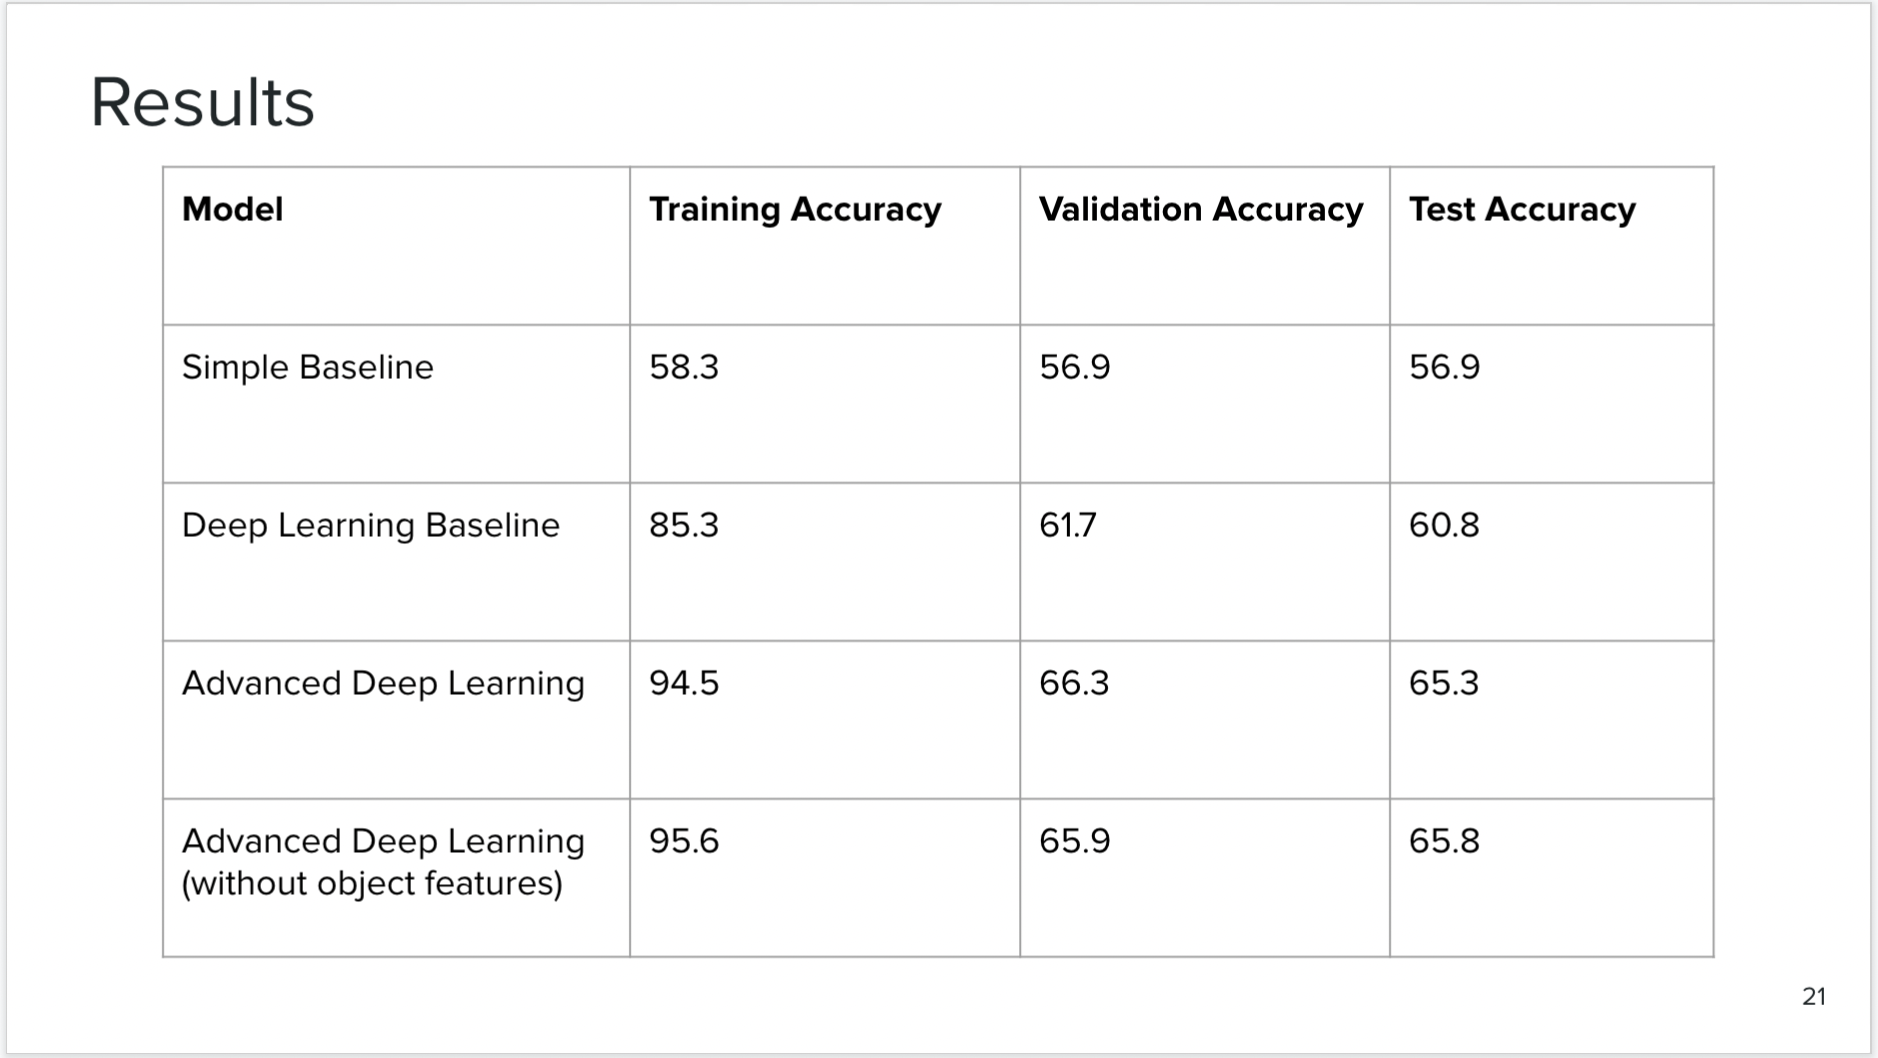 Results
Model Training Accuracy Validation Accuracy Test Accuracy
Simple Baseline 58.3 56.9 56.9
Deep Learning Baseline 85.3 61.7 60.8
Advanced Deep Learning 94.5 66.3 65.3
Advanced Deep Learning 95.6 65.9 65.8
(without object features)
21